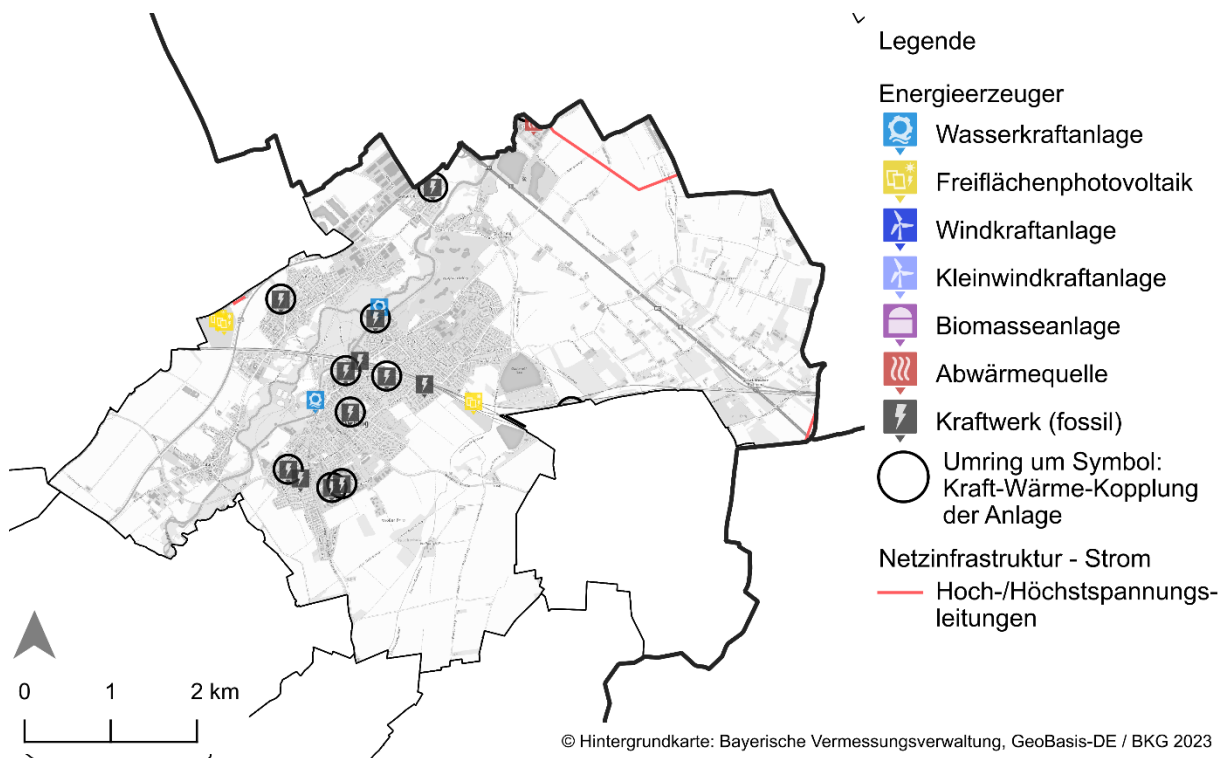 Legende
Energieerzeuger
Wasserkraftanlage
Freiflächenphotovoltaik
Windkraftanlage
Kleinwindkraftanlage
Biomasseanlage
Abwärmequelle
Kraftwerk (fossil)
Umring um Symbol:
Kraft-Wärme-Kopplung
der Anlage
Netzinfrastruktur - Strom
Hoch-/Höchstspannungs-
leitungen
0 1 2 km
© Hintergrundkarte: Bayerische Vermessungsverwaltung, GeoBasis-DE / BKG 2023